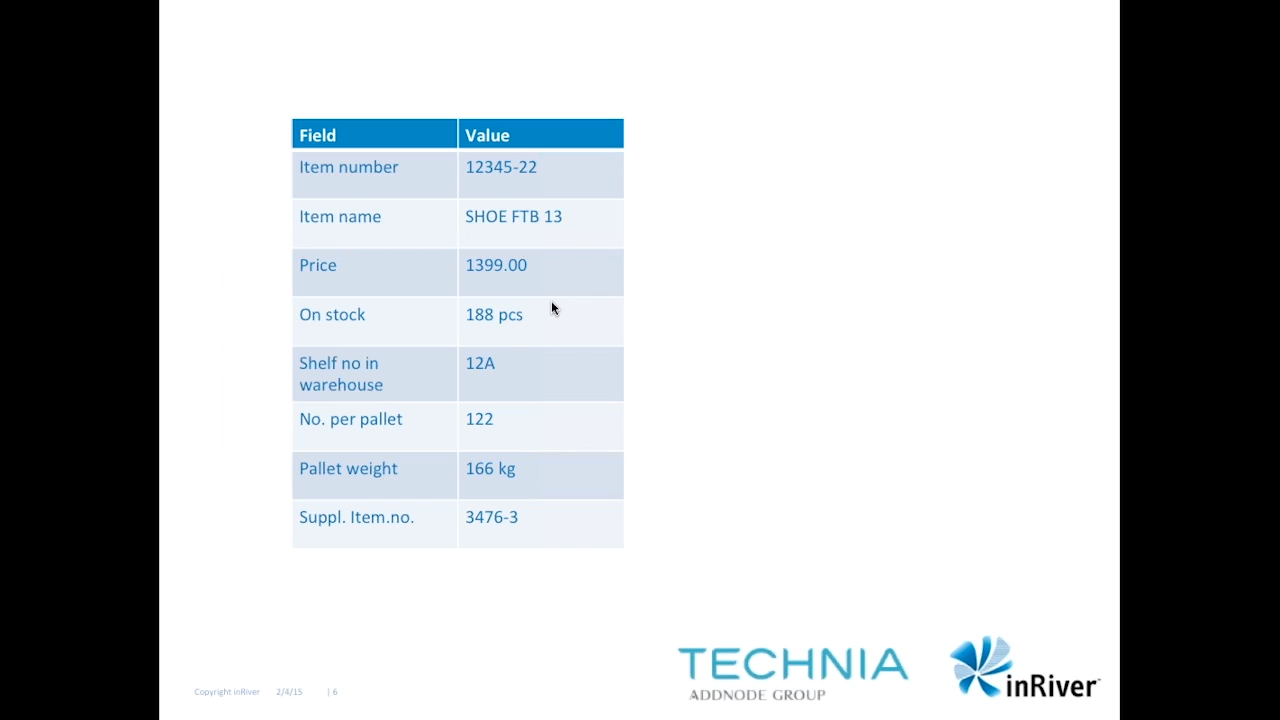 Field Value
Item number 12345-22
Item name SHOE FTB 13
Price 1399.00
On stock 188 pcs
Shelf no in 12A
warehouse
No. per pallet 122
Pallet weight 166 kg
Suppl. Item.no. 3476-3
TECHNIA
ADDNODE GROUP
inRiver
Copyright inRiver 2/4/15 | 6